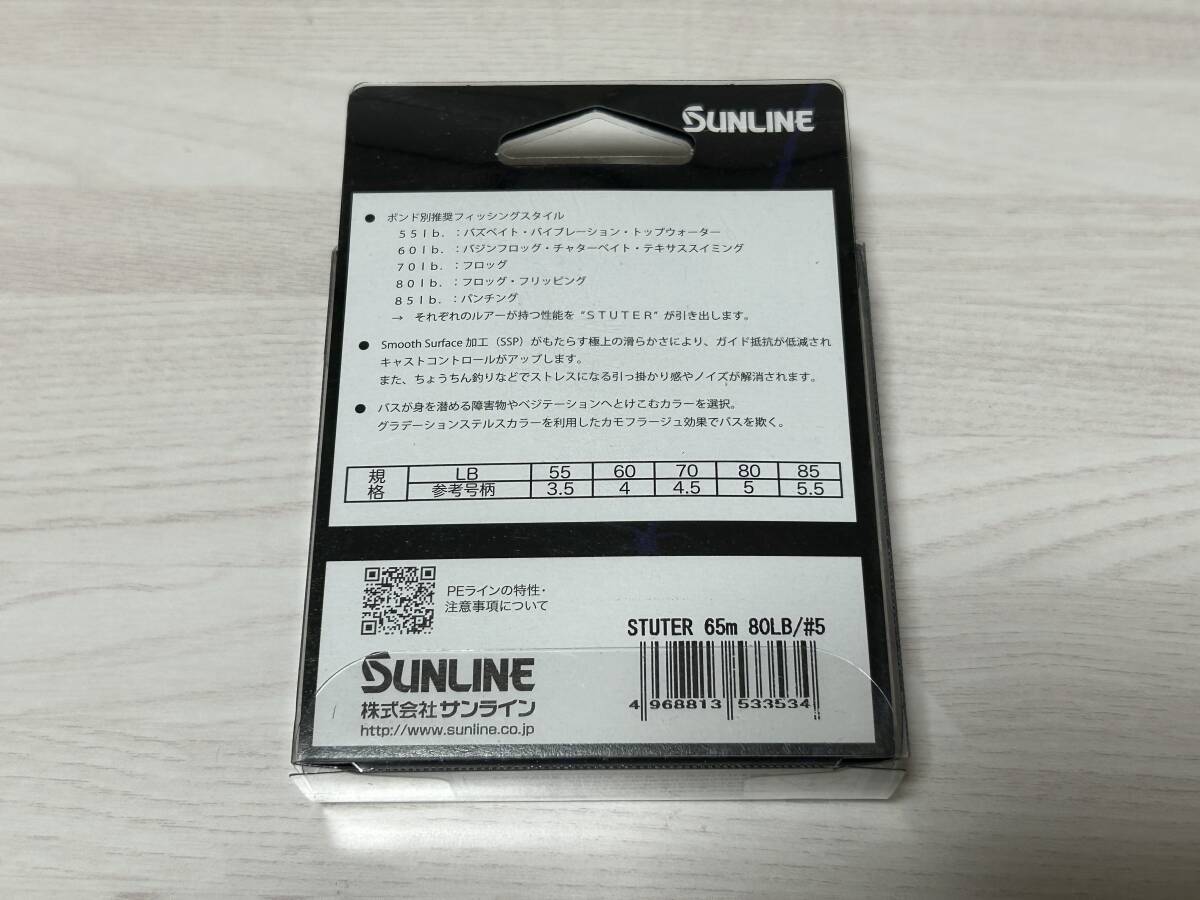 SUNLINE
● ポンド別推奨フィッシングスタイル
55lb.：バズベイト・バイブレーション・トップウォーター
60lb.：バジンフロッグ・チャターベイト・テキサススイミング
70lb.：フロッグ
80lb.：フロッグ・フリッピング
85lb.：パンチング
→ それぞれのルアーが持つ性能を“STUTER”が引き出します。
● Smooth Surface 加工（SSP）がもたらす極上の滑らかさにより、ガイド抵抗が低減され
キャストコントロールがアップします。
また、ちょうちん釣りなどでストレスになる引っ掛かり感やノイズが解消されます。
● バスが身を潜める障害物やベジテーションへとけこむカラーを選択。
グラデーションステルスカラーを利用したカモフラージュ効果でバスを欺く。
規格 LB 55 60 70 80 85
参考号柄 3.5 4 4.5 5 5.5
PEラインの特性・
注意事項について
STUTER 65m 80LB/#5
4 968813 533534
SUNLINE
株式会社サンライン
http://www.sunline.co.jp